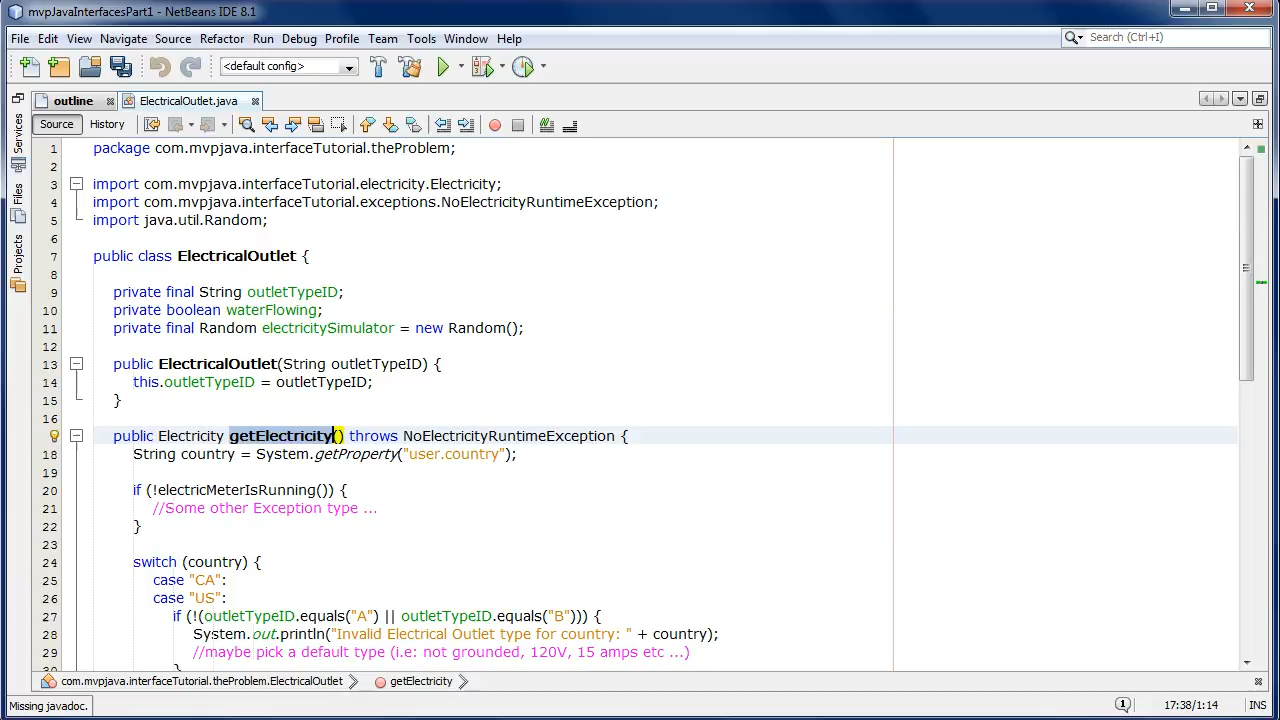 mvpJavaInterfacesPart1 - NetBeans IDE 8.1
File Edit View Navigate Source Refactor Run Debug Profile Team Tools Window Help
Search (Ctrl+I)
<default config>
outline
ElectricalOutlet.java
Source History
Services
Files
Projects
1 package com.mvpjava.interfaceTutorial.theProblem;
2
3 import com.mvpjava.interfaceTutorial.electricity.Electricity;
4 import com.mvpjava.interfaceTutorial.exceptions.NoElectricityRuntimeException;
5 import java.util.Random;
6
7 public class ElectricalOutlet {
8
9 private final String outletTypeID;
10 private boolean waterFlowing;
11 private final Random electricitySimulator = new Random();
12
13 public ElectricalOutlet(String outletTypeID) {
14 this.outletTypeID = outletTypeID;
15 }
16
public Electricity getElectricity() throws NoElectricityRuntimeException {
18 String country = System.getProperty("user.country");
19
20 if (!electricMeterIsRunning()) {
21 //Some other Exception type ...
22 }
23
24 switch (country) {
25 case "CA":
26 case "US":
27 if (!(outletTypeID.equals("A") || outletTypeID.equals("B"))) {
28 System.out.println("Invalid Electrical Outlet type for country: " + country);
29 //maybe pick a default type (i.e: not grounded, 120V, 15 amps etc ...)
30 }
com.mvpjava.interfaceTutorial.theProblem.ElectricalOutlet getElectricity
Missing javadoc. 1 17:38/1:14 INS